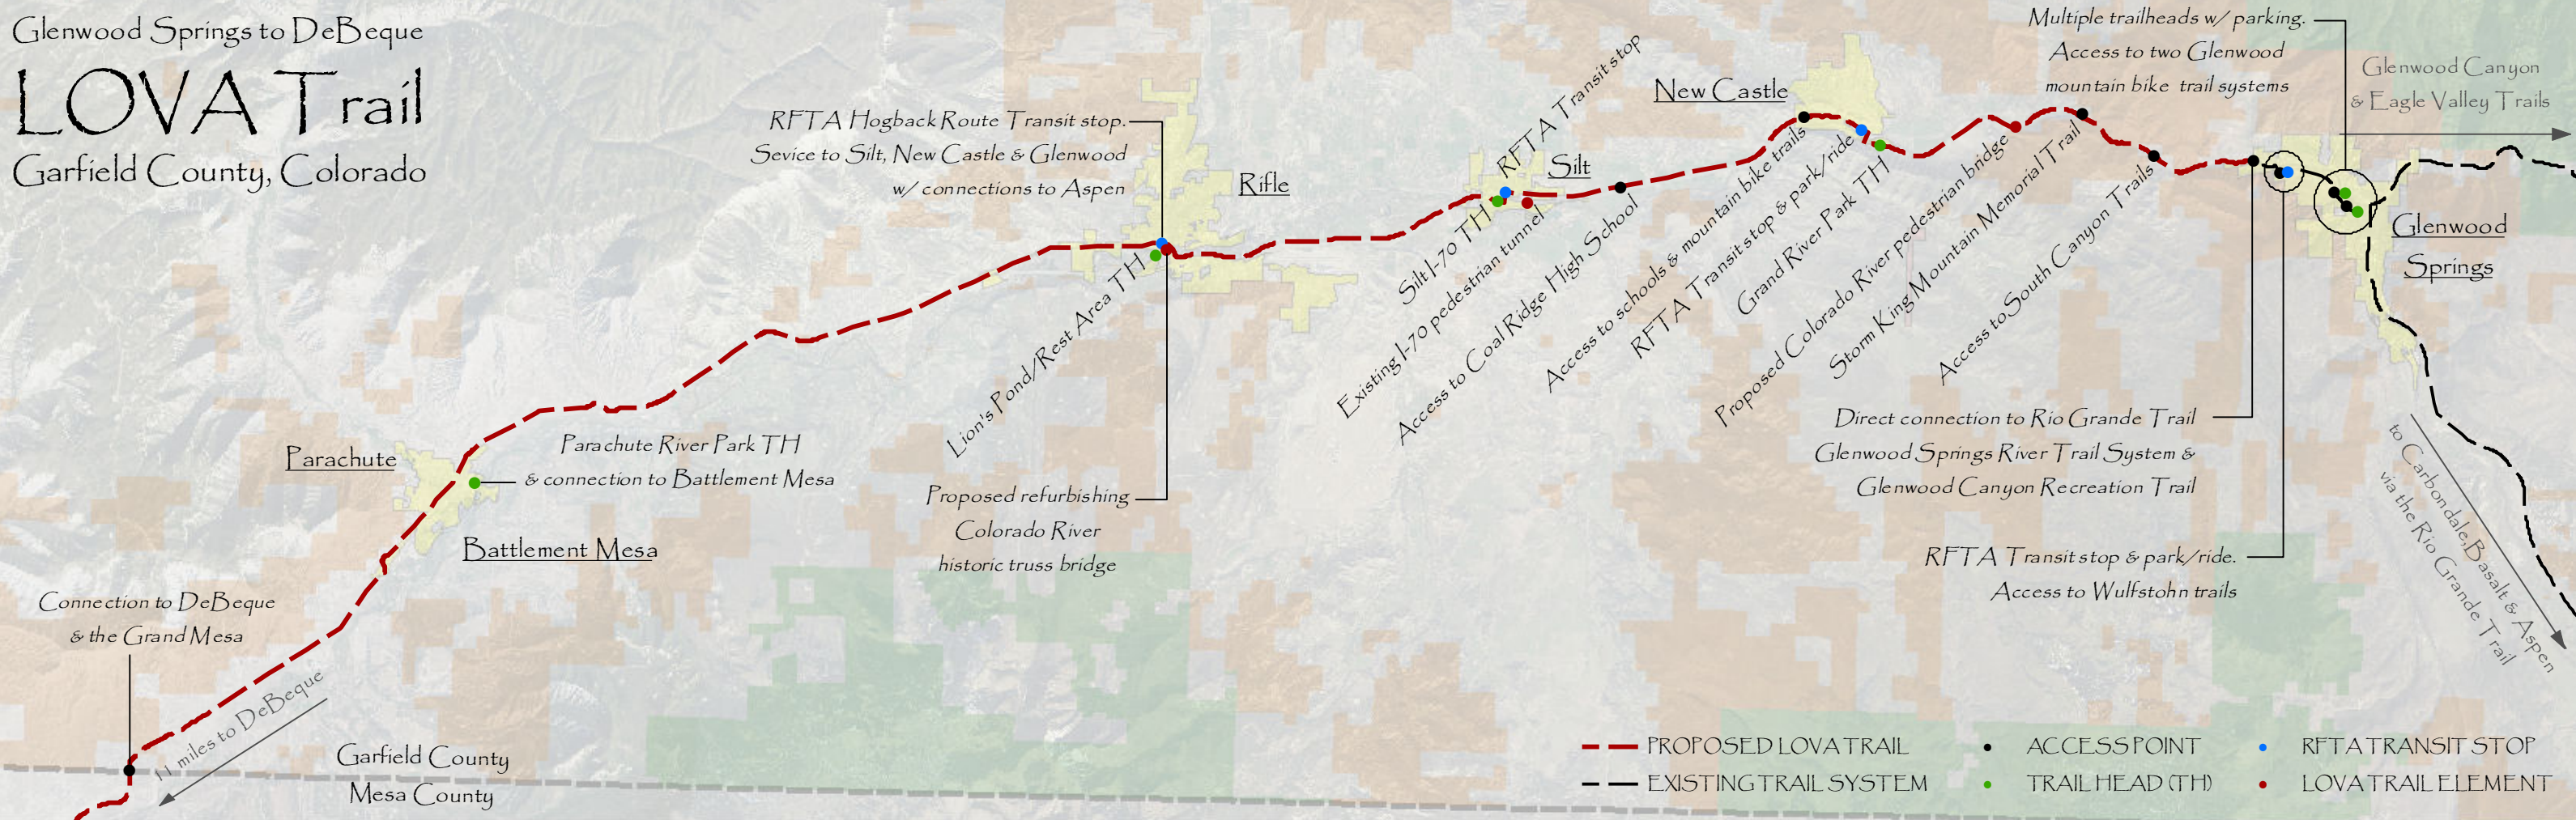 Glenwood Springs to DeBeque
LOVA Trail
Garfield County, Colorado
RFTA Hogback Route Transit stop.
Sevice to Silt, New Castle & Glenwood
w/ connections to Aspen
Rifle
RFTA Transit stop
Silt
New Castle
Multiple trailheads w/ parking.
Access to two Glenwood
mountain bike trail systems
Glenwood Canyon
& Eagle Valley Trails
Glenwood
Springs
Lion's Pond/Rest Area TH
Silt I-70 TH
Existing I-70 pedestrian tunnel
Access to Coal Ridge High School
Access to schools & mountain bike trails
RFTA Transit stop & park/ride
Grand River Park TH
Proposed Colorado River pedestrian bridge
Storm King Mountain Memorial Trail
Access to South Canyon Trails
Direct connection to Rio Grande Trail
Glenwood Springs River Trail System &
Glenwood Canyon Recreation Trail
RFTA Transit stop & park/ride.
Access to Wulfstohn trails
to Carbondale, Basalt & Aspen
via the Rio Grande Trail
Parachute
Parachute River Park TH
& connection to Battlement Mesa
Battlement Mesa
Proposed refurbishing
Colorado River
historic truss bridge
Connection to DeBeque
& the Grand Mesa
11 miles to DeBeque
Garfield County
Mesa County
PROPOSED LOVA TRAIL
EXISTING TRAIL SYSTEM
ACCESS POINT
TRAIL HEAD (TH)
RFTA TRANSIT STOP
LOVA TRAIL ELEMENT